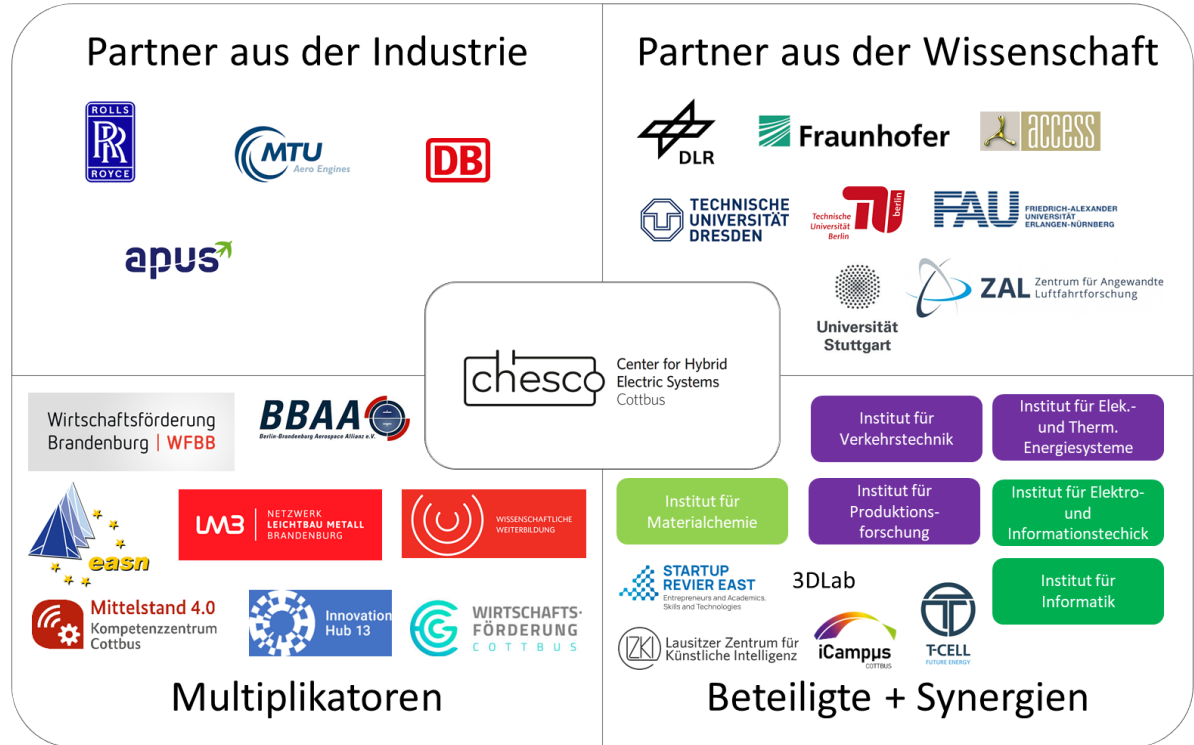 Partner aus der Industrie
ROLLS
RR
ROYCE
MTU
Aero Engines
DB
apus
Partner aus der Wissenschaft
DLR
Fraunhofer
access
TECHNISCHE
UNIVERSITÄT
DRESDEN
Technische
Universität
Berlin
TU
berlin
FAU
FRIEDRICH-ALEXANDER
UNIVERSITÄT
ERLANGEN-NÜRNBERG
Universität
Stuttgart
ZAL
Zentrum für Angewandte
Luftfahrtforschung
chesco
Center for Hybrid
Electric Systems
Cottbus
Wirtschaftsförderung
Brandenburg | WFBB
BBAA
Berlin-Brandenburg Aerospace Allianz e.V.
easn
LMB
NETZWERK
LEICHTBAU METALL
BRANDENBURG
WISSENSCHAFTLICHE
WEITERBILDUNG
Mittelstand 4.0
Kompetenzzentrum
Cottbus
Innovation
Hub 13
WIRTSCHAFTS-
FÖRDERUNG
COTTBUS
Multiplikatoren
Institut für
Verkehrstechnik
Institut für Elek.-
und Therm.
Energiesysteme
Institut für
Materialchemie
Institut für
Produktions-
forschung
Institut für Elektro-
und
Informationstechick
Institut für
Informatik
STARTUP
REVIER EAST
Entrepreneurs and Academics,
Skills and Technologies
3DLab
LZKI
Lausitzer Zentrum für
Künstliche Intelligenz
iCampus
COTTBUS
T-CELL
FUTURE ENERGY
Beteiligte + Synergien